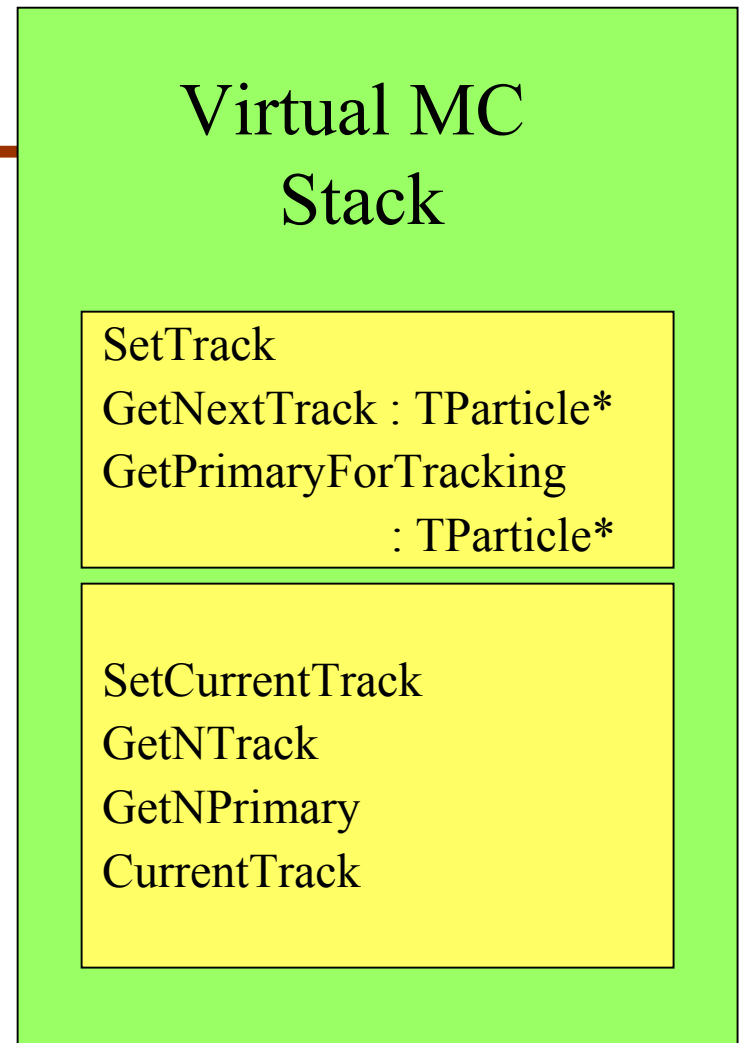 Virtual MC
Stack
SetTrack
GetNextTrack : TParticle*
GetPrimaryForTracking
: TParticle*
SetCurrentTrack
GetNTrack
GetNPrimary
CurrentTrack